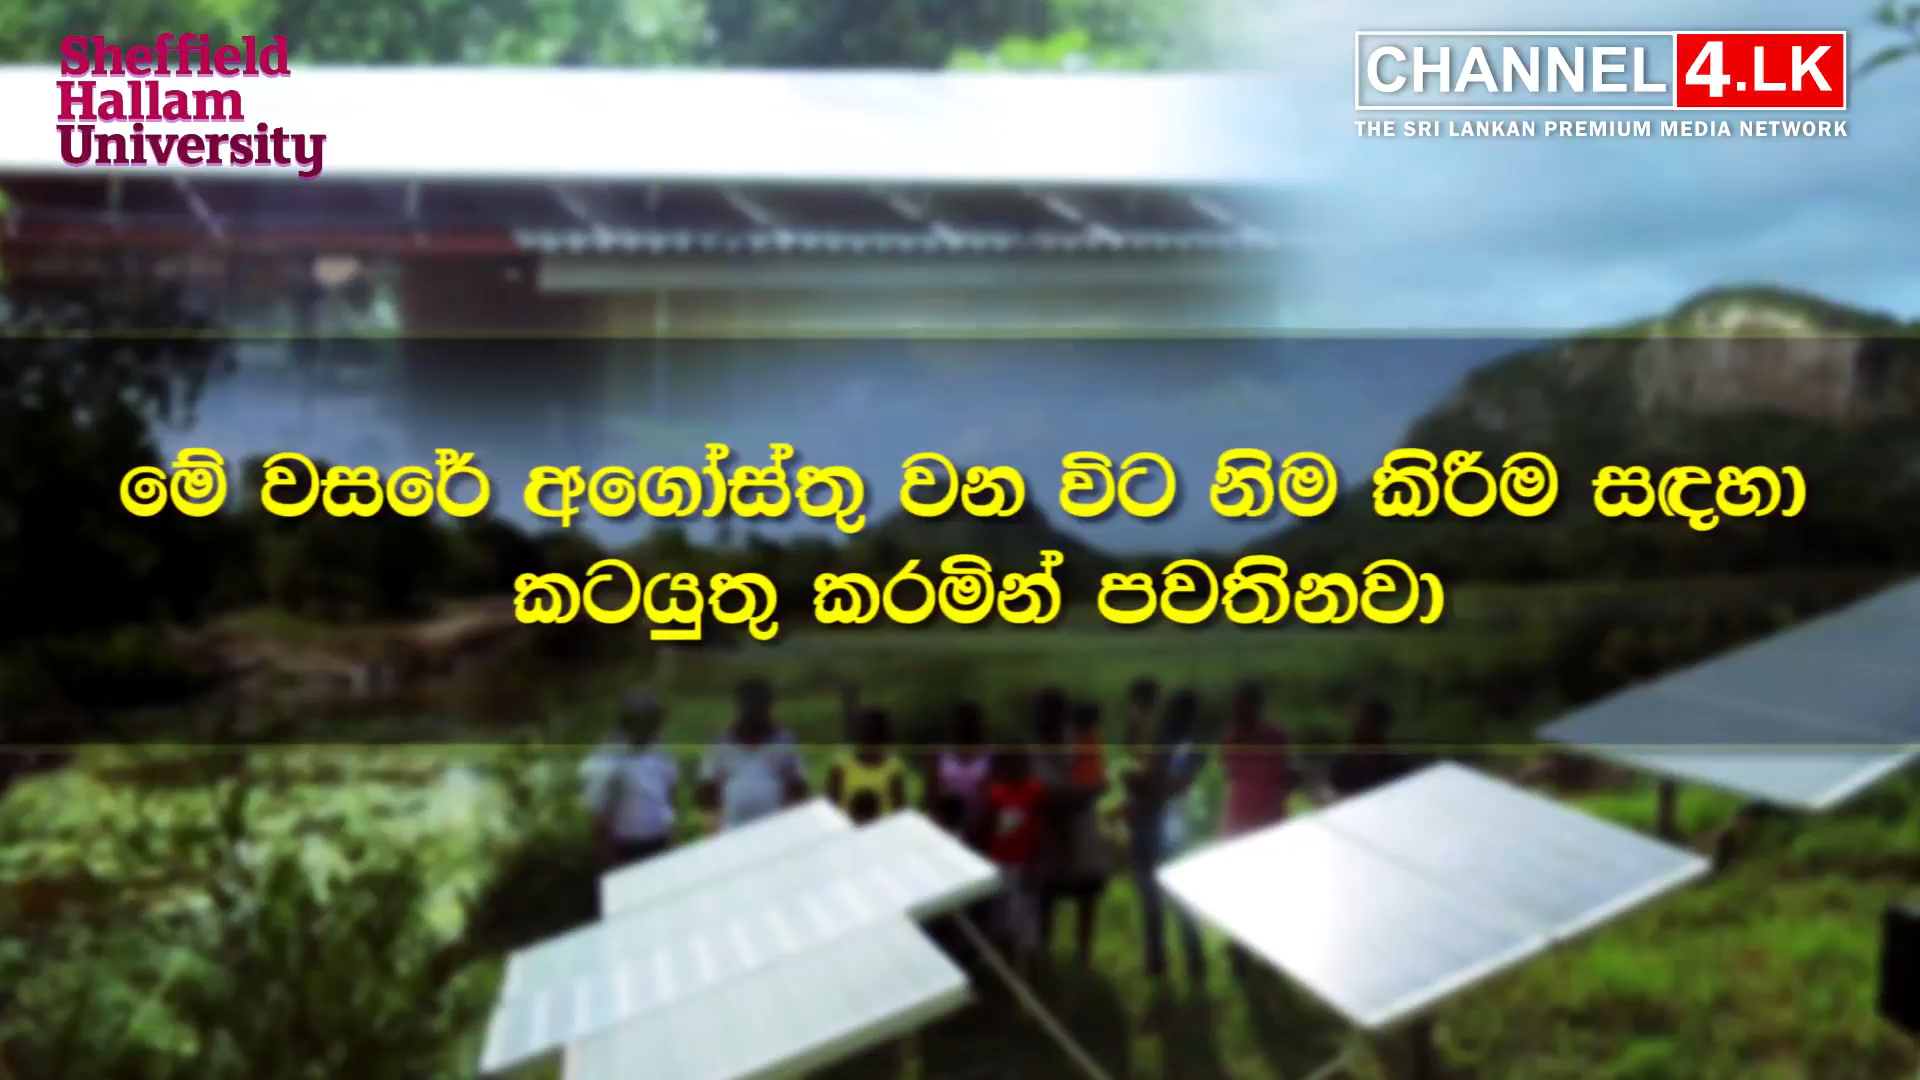 Sheffield
Hallam
University
CHANNEL 4.LK
THE SRI LANKAN PREMIUM MEDIA NETWORK
මේ වසරේ අගෝස්තු වන විට නිම කිරීම සඳහා
කටයුතු කරමින් පවතිනවා